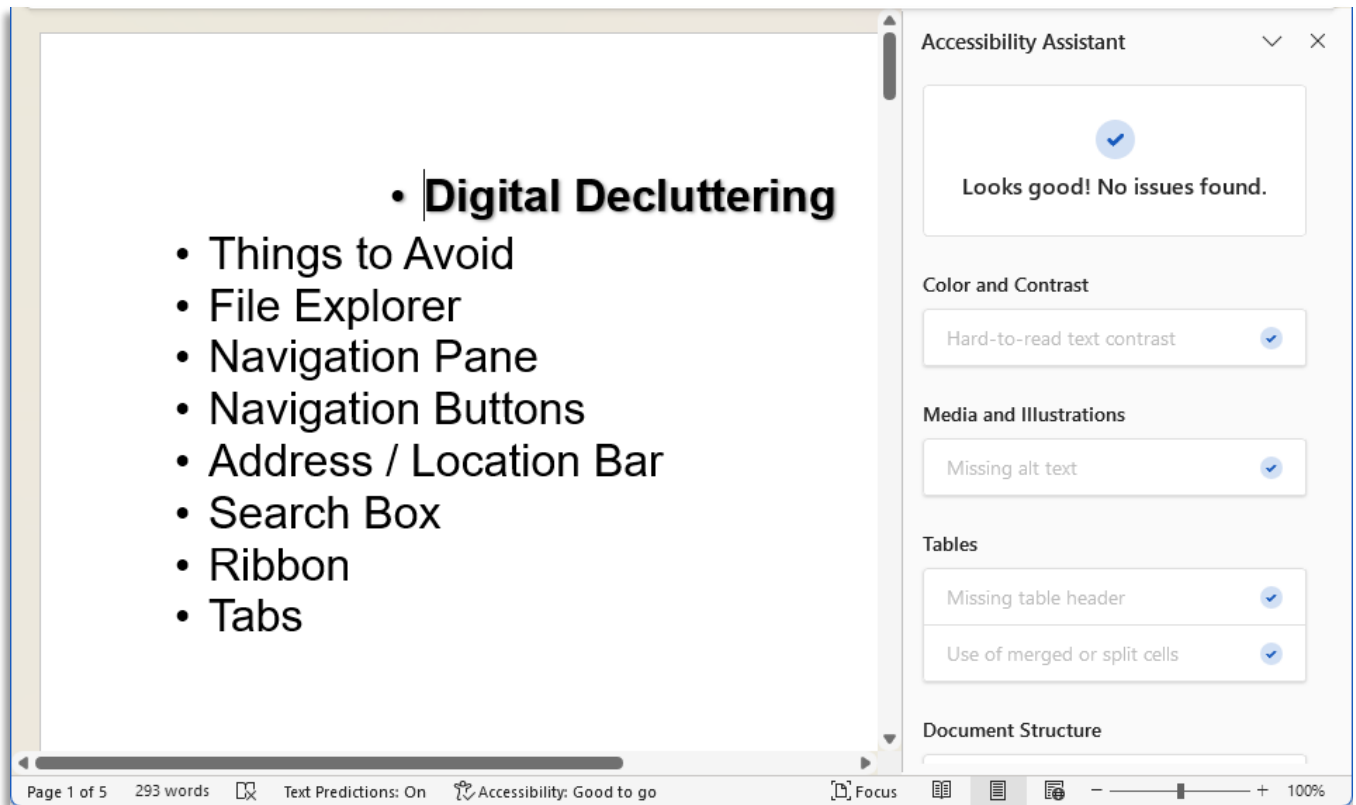 Accessibility Assistant
Looks good! No issues found.
• Digital Decluttering
• Things to Avoid
• File Explorer
• Navigation Pane
• Navigation Buttons
• Address / Location Bar
• Search Box
• Ribbon
• Tabs
Color and Contrast
Hard-to-read text contrast
Media and Illustrations
Missing alt text
Tables
Missing table header
Use of merged or split cells
Document Structure
Page 1 of 5 293 words Text Predictions: On Accessibility: Good to go Focus 100%